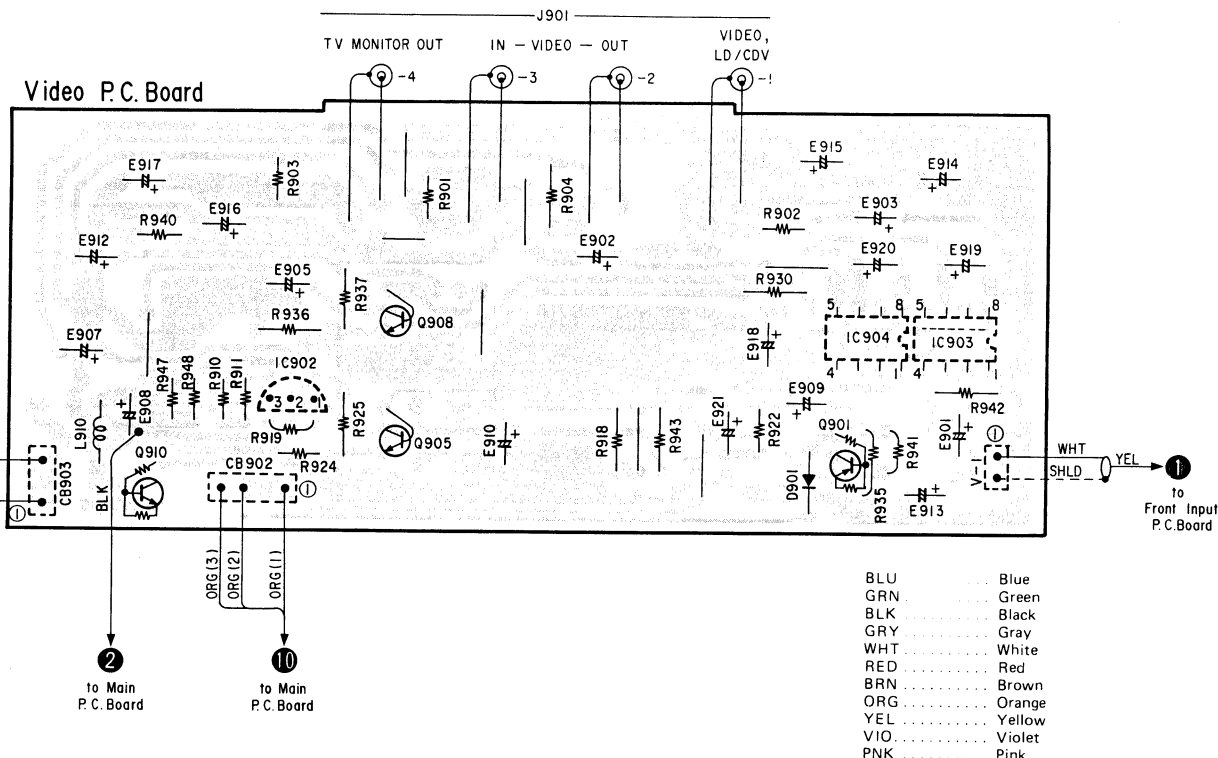 J901
TV MONITOR OUT
IN – VIDEO – OUT
VIDEO, LD/CDV
-4
-3
-2
Video P.C.Board
E917
R903
R901
R904
E915
E914
E916
R940
E912
R902
E903
E902
E920
E919
E905
R937
R930
R936
Q908
5
8
5
8
E907
E918
IC904
IC903
4
4
R947
R948
R910
R911
IC902
3
2
1
E909
R942
L910
E908
R925
Q905
E910
R918
R943
E921
R922
Q901
R941
E901
1
R919
R924
WHT
YEL
1
SHLD
V-1
Q910
CB903
BLK
CB902
1
D901
R935
E913
1
to
Front Input
P.C.Board
ORG(3)
ORG(2)
ORG(1)
2
to Main
P.C.Board
10
to Main
P.C.Board
BLU ......... Blue
GRN ......... Green
BLK ......... Black
GRY ......... Gray
WHT ......... White
RED ......... Red
BRN ......... Brown
ORG ......... Orange
YEL ......... Yellow
VIO ......... Violet
PNK ......... Pink